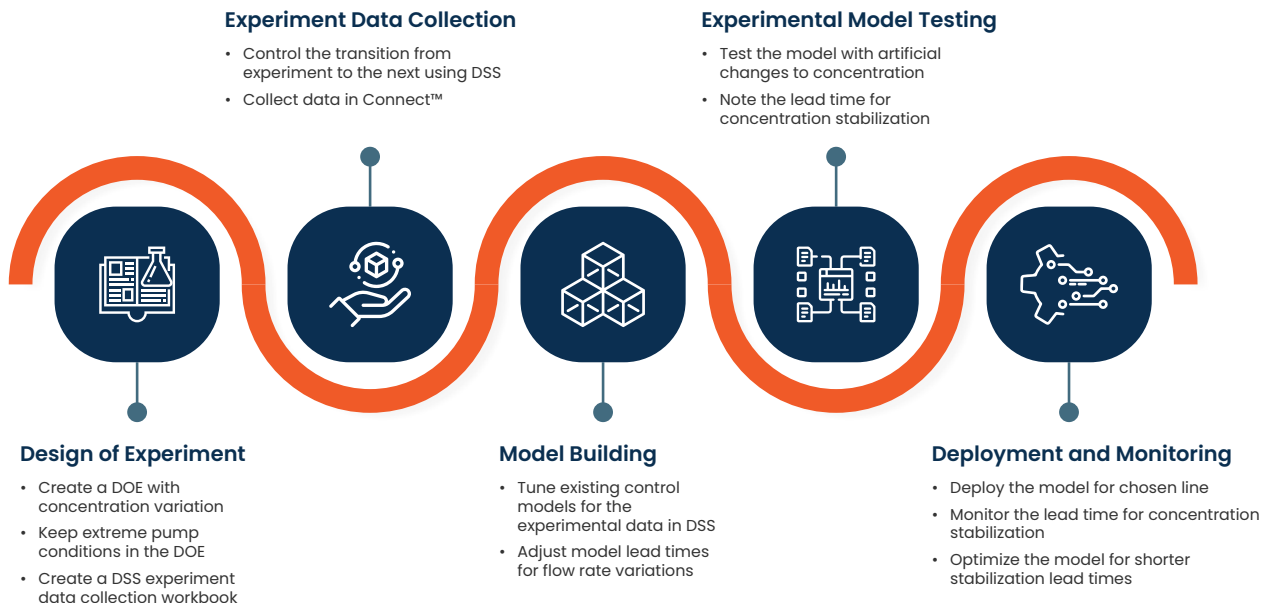 Experiment Data Collection
• Control the transition from
experiment to the next using DSS
• Collect data in Connect™
Experimental Model Testing
• Test the model with artificial
changes to concentration
• Note the lead time for
concentration stabilization
Design of Experiment
• Create a DOE with
concentration variation
• Keep extreme pump
conditions in the DOE
• Create a DSS experiment
data collection workbook
Model Building
• Tune existing control
models for the
experimental data in DSS
• Adjust model lead times
for flow rate variations
Deployment and Monitoring
• Deploy the model for chosen line
• Monitor the lead time for concentration
stabilization
• Optimize the model for shorter
stabilization lead times